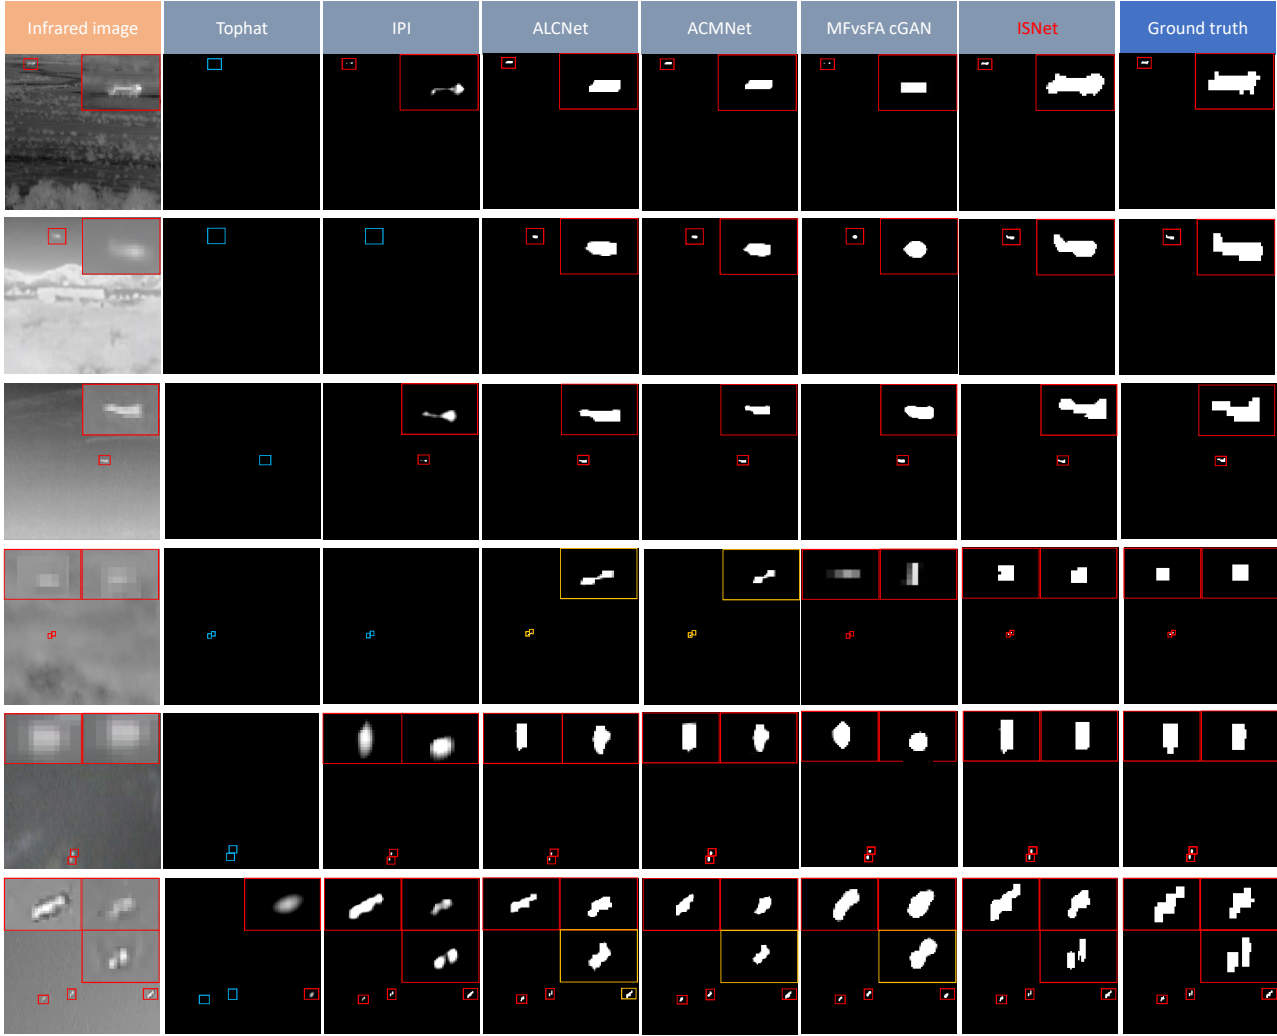 Infrared image
Tophat
IPI
ALCNet
ACMNet
MFvsFA cGAN
ISNet
Ground truth